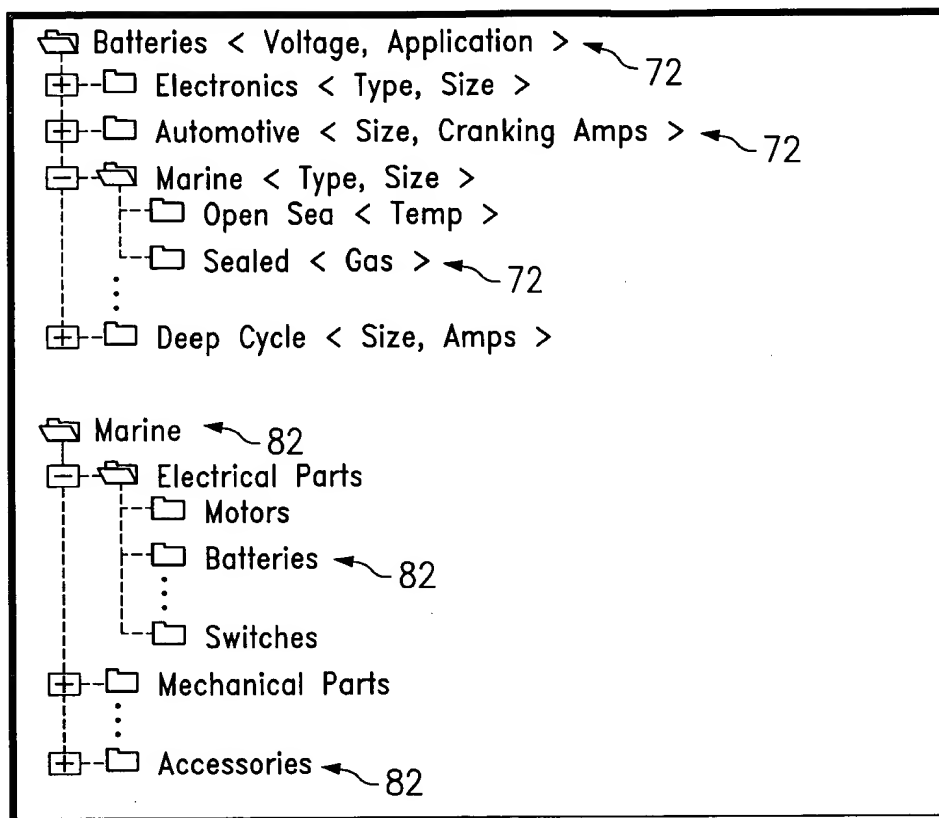 Batteries < Voltage, Application > 72
Electronics < Type, Size >
Automotive < Size, Cranking Amps > 72
Marine < Type, Size >
Open Sea < Temp >
Sealed < Gas > 72
Deep Cycle < Size, Amps >
Marine 82
Electrical Parts
Motors
Batteries 82
Switches
Mechanical Parts
Accessories 82